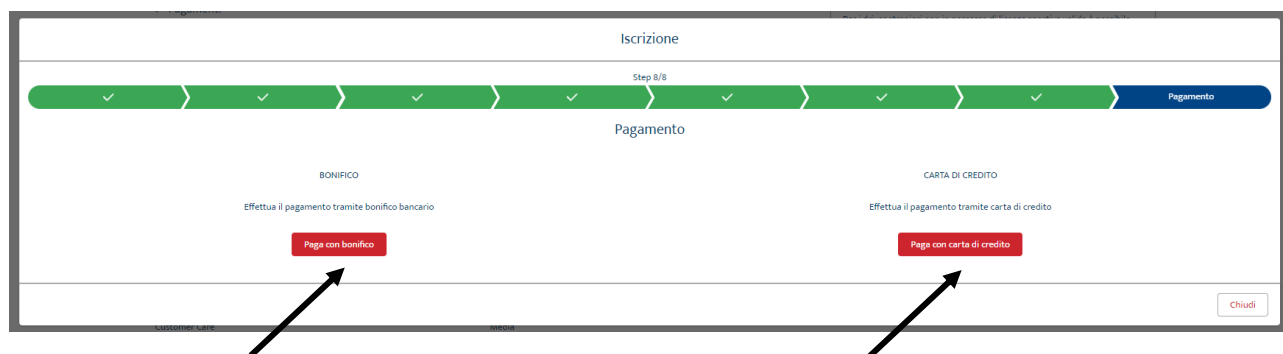 Iscrizione
Step 8/8
Pagamento
Pagamento
BONIFICO
CARTA DI CREDITO
Effettua il pagamento tramite bonifico bancario
Effettua il pagamento tramite carta di credito
Paga con bonifico
Paga con carta di credito
Chiudi
Customer Care
Media